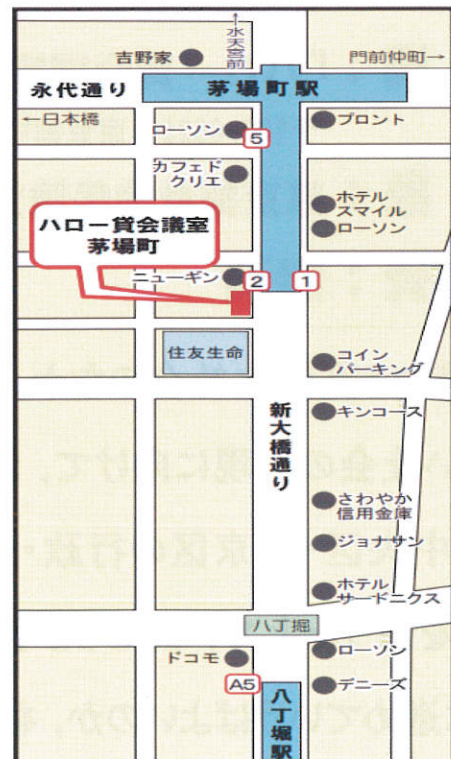 ↑水天宮前
吉野家
門前仲町→
永代通り
茅場町駅
←日本橋
ローソン
5
プロント
カフェド
クリエ
ホテル
スマイル
ローソン
ハロー貸会議室
茅場町
ニューギン
2
1
住友生命
コイン
パーキング
新大橋通り
キンコース
さわやか
信用金庫
ジョナサン
ホテル
サードニクス
八丁堀
ドコモ
ローソン
A5
デニーズ
八丁堀駅